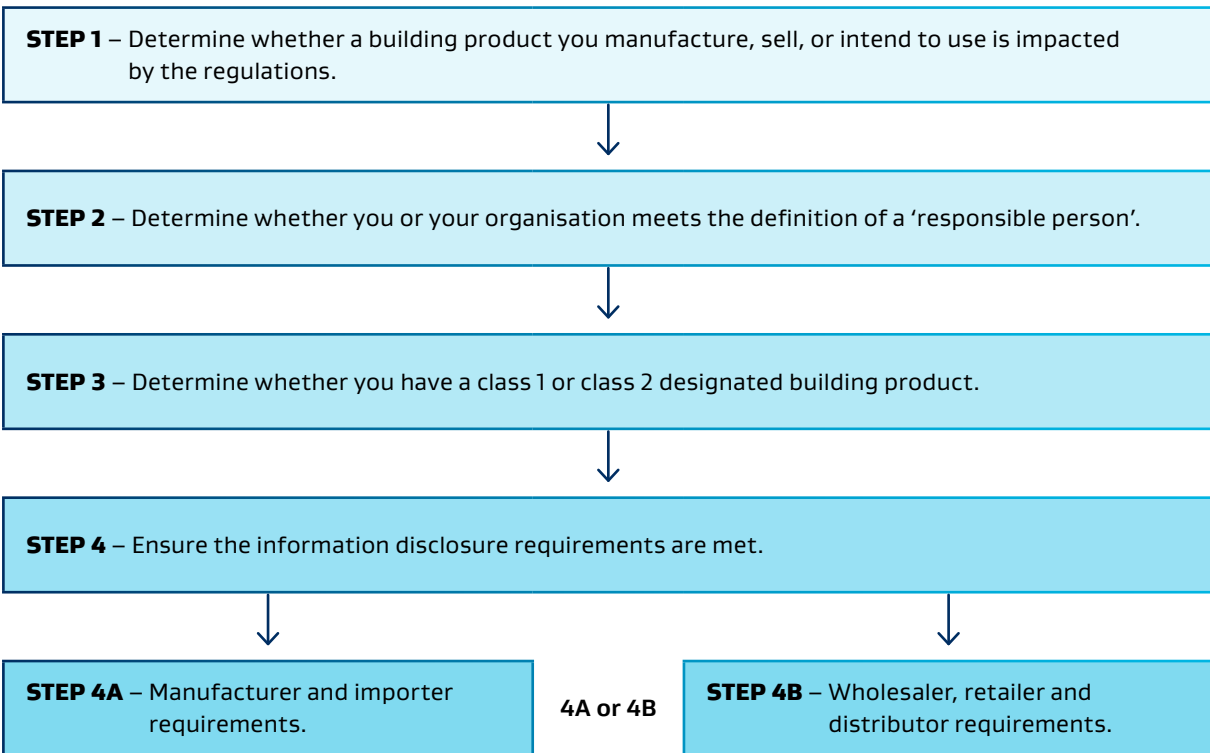 STEP 1 – Determine whether a building product you manufacture, sell, or intend to use is impacted
by the regulations.
STEP 2 – Determine whether you or your organisation meets the definition of a ‘responsible person’.
STEP 3 – Determine whether you have a class 1 or class 2 designated building product.
STEP 4 – Ensure the information disclosure requirements are met.
STEP 4A – Manufacturer and importer
requirements.
4A or 4B
STEP 4B – Wholesaler, retailer and
distributor requirements.